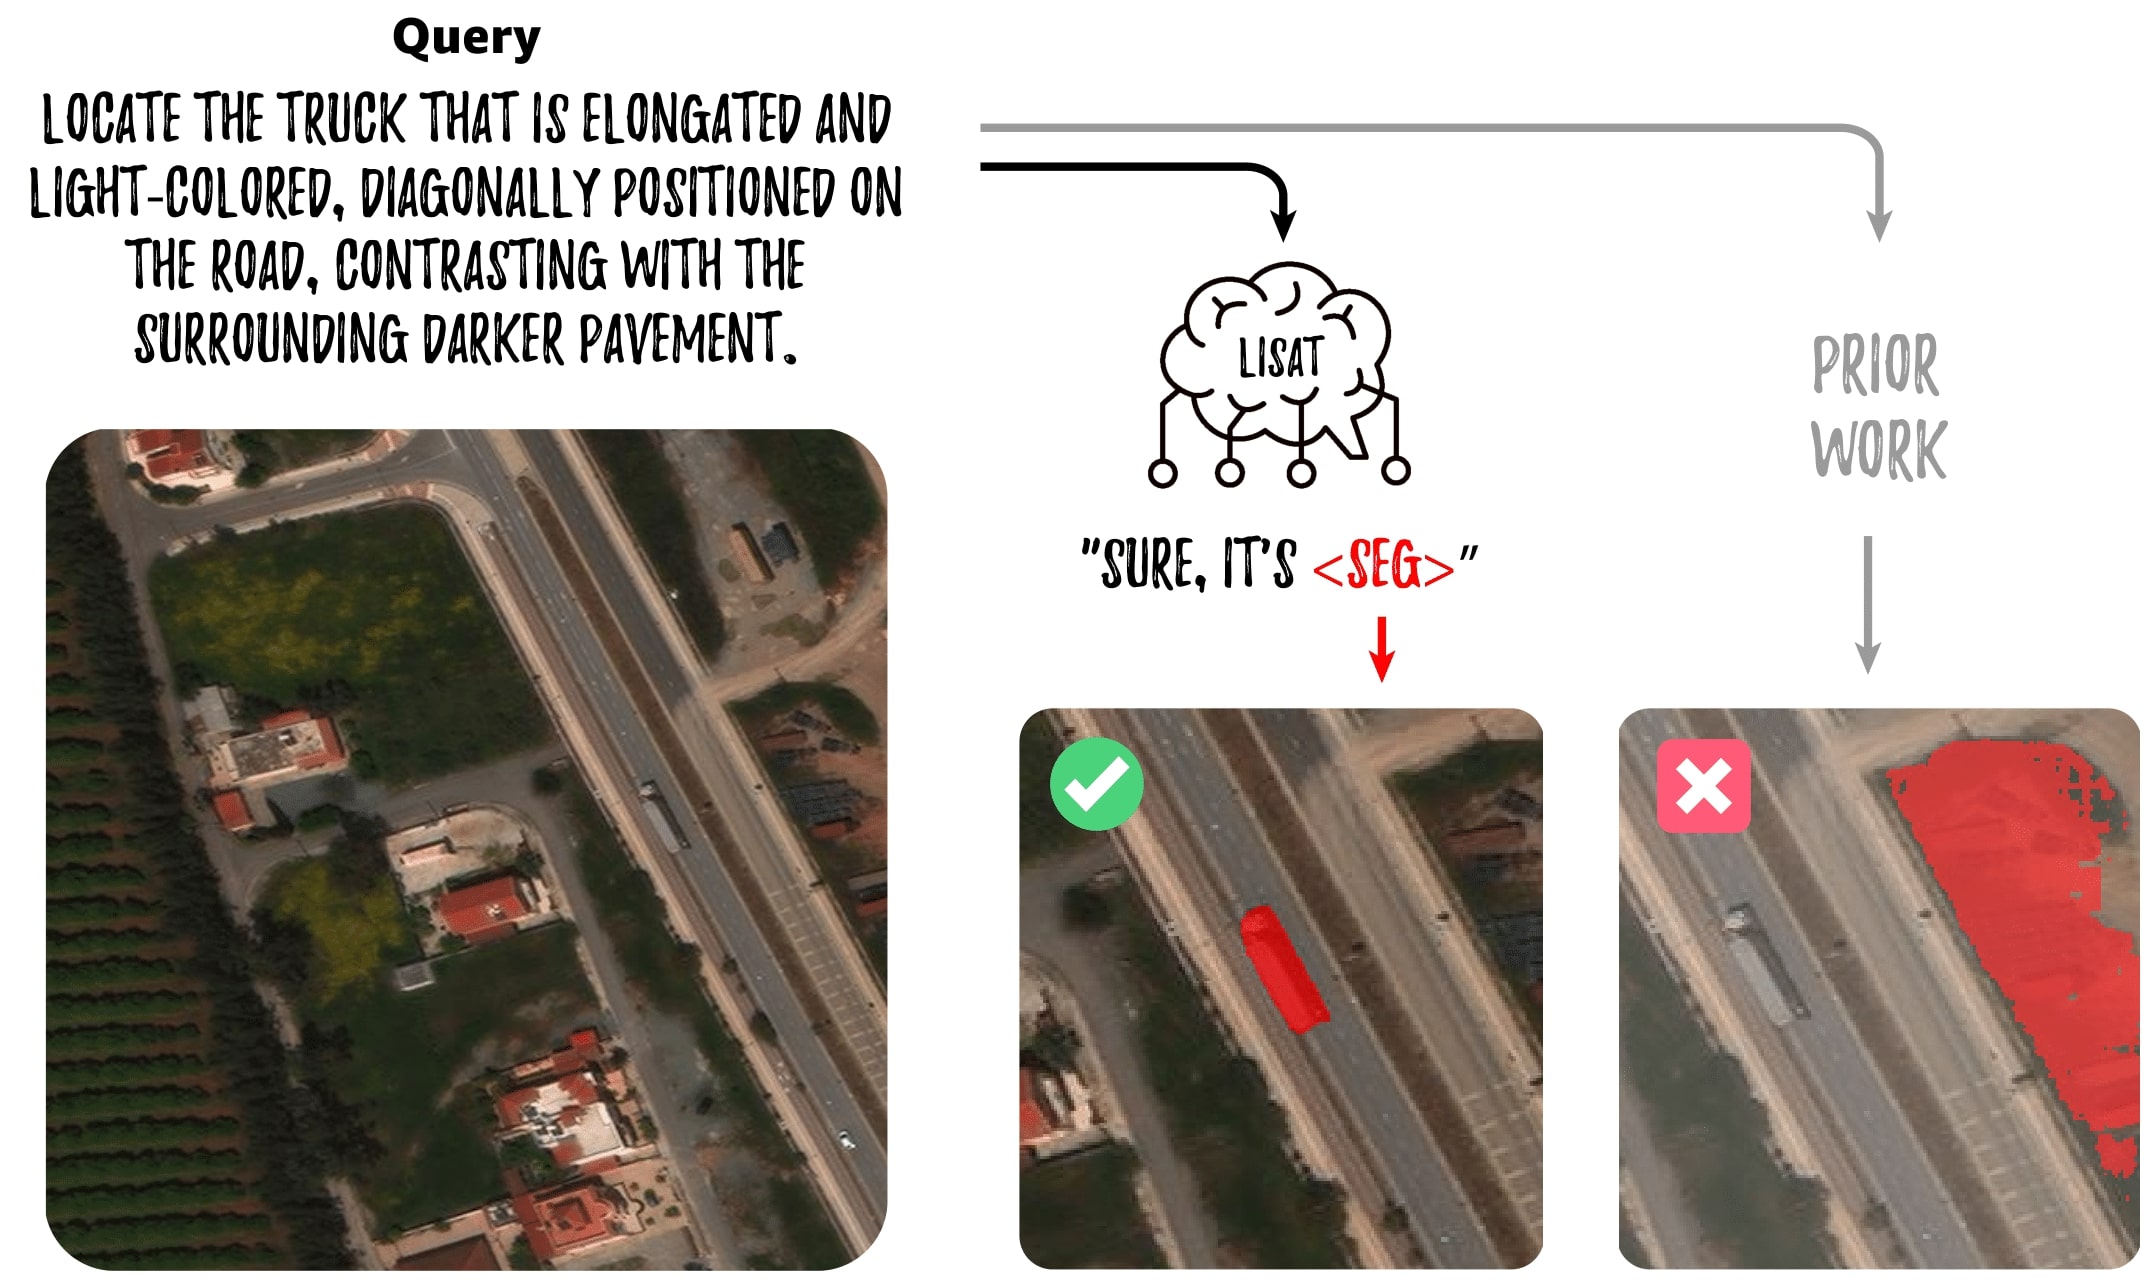 Query
LOCATE THE TRUCK THAT IS ELONGATED AND
LIGHT-COLORED, DIAGONALLY POSITIONED ON
THE ROAD, CONTRASTING WITH THE
SURROUNDING DARKER PAVEMENT.
LISAT
"SURE, IT'S <SEG>"
PRIOR
WORK